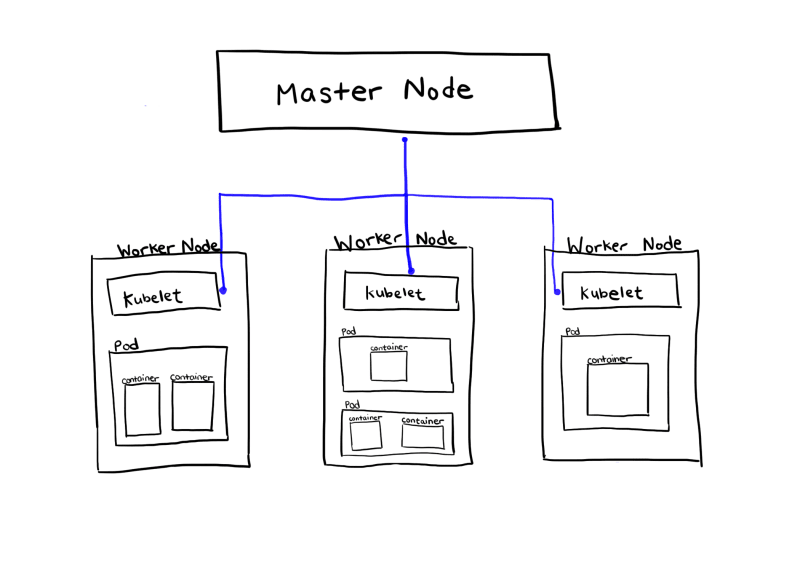 Master Node
Worker Node
Kubelet
Pod
container
container
Worker Node
Kubelet
Pod
container
Pod
container
container
Worker Node
Kubelet
Pod
container